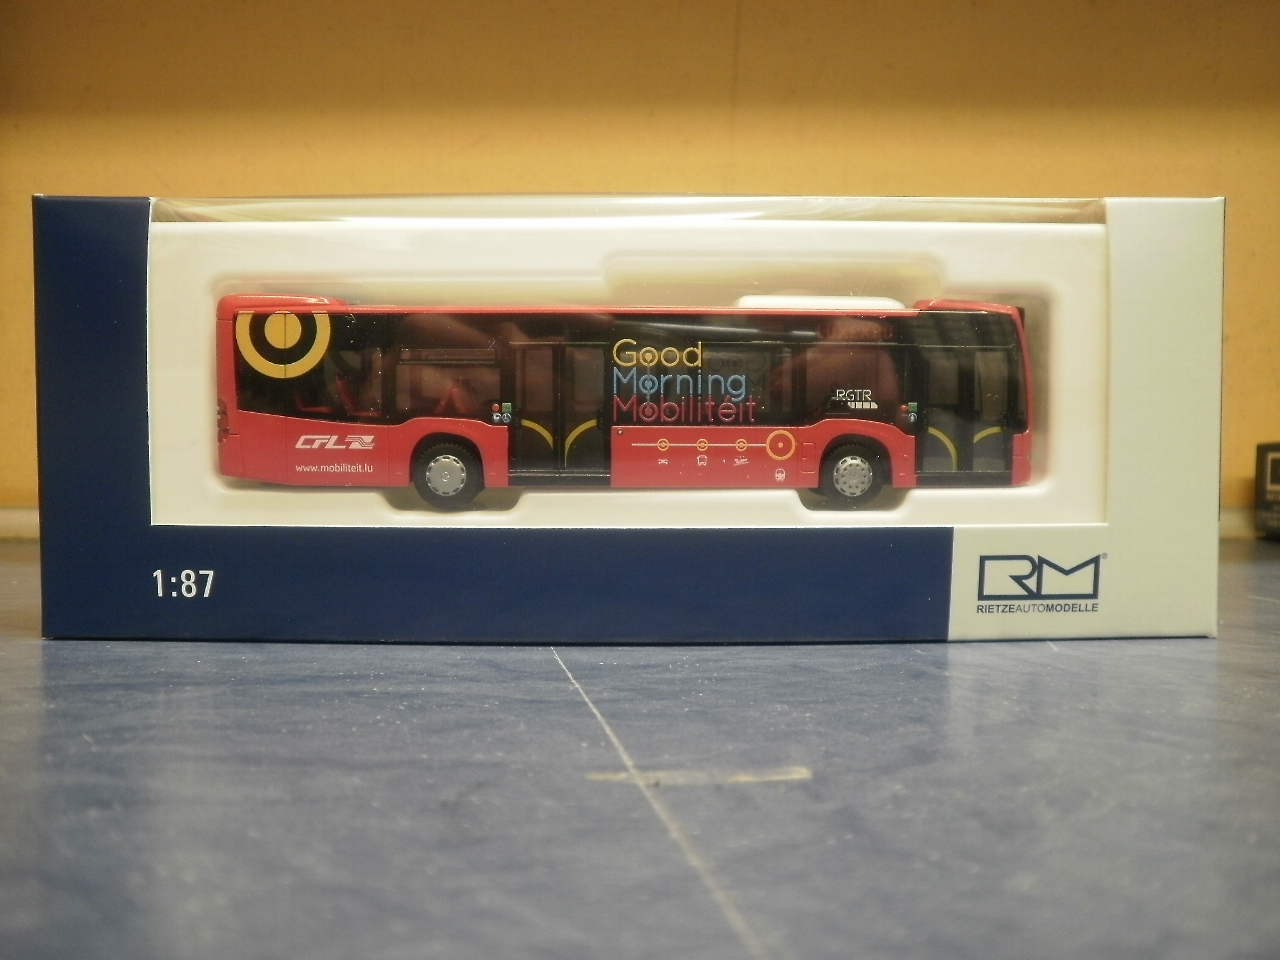 Good
Morning
Mobilitéit
RGTR
CFL
www.mobiliteit.lu
1:87
RM®
RIETZEAUTOMODELLE